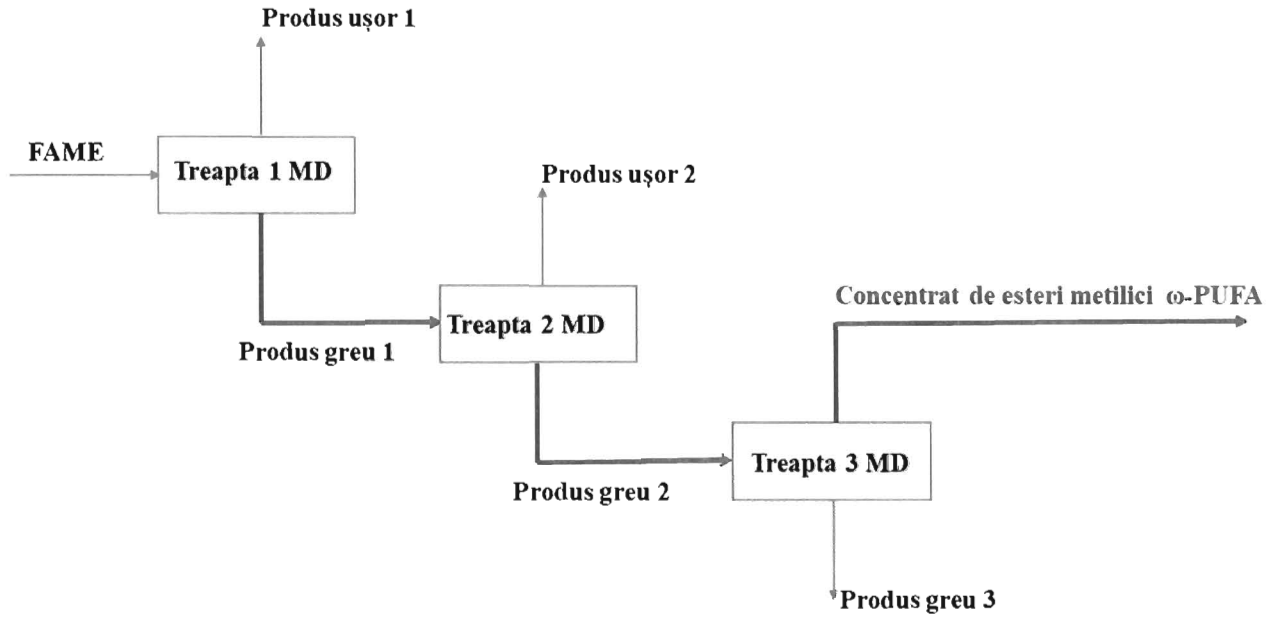 Produs ușor 1
FAME
Treapta 1 MD
Produs ușor 2
Concentrat de esteri metilici ω-PUFA
Treapta 2 MD
Produs greu 1
Treapta 3 MD
Produs greu 2
Produs greu 3